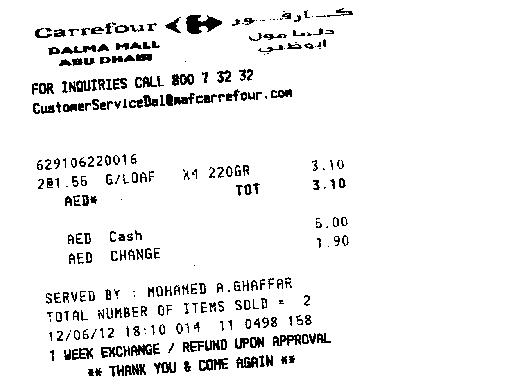 Carrefour كارفور
DALMA MALL دلما مول
ABU DHABI ابوظبي
FOR INQUIRIES CALL 800 7 32 32
CustomerServiceDal@mafcarrefour.com
629106220016
2@1.55 G/LOAF X4 220GR 3.10
AED* TOT 3.10
AED Cash 5.00
AED CHANGE 1.90
SERVED BY : MOHAMED A.GHAFFAR
TOTAL NUMBER OF ITEMS SOLD = 2
12/06/12 18:10 014 11 0498 158
1 WEEK EXCHANGE / REFUND UPON APPROVAL
** THANK YOU & COME AGAIN **